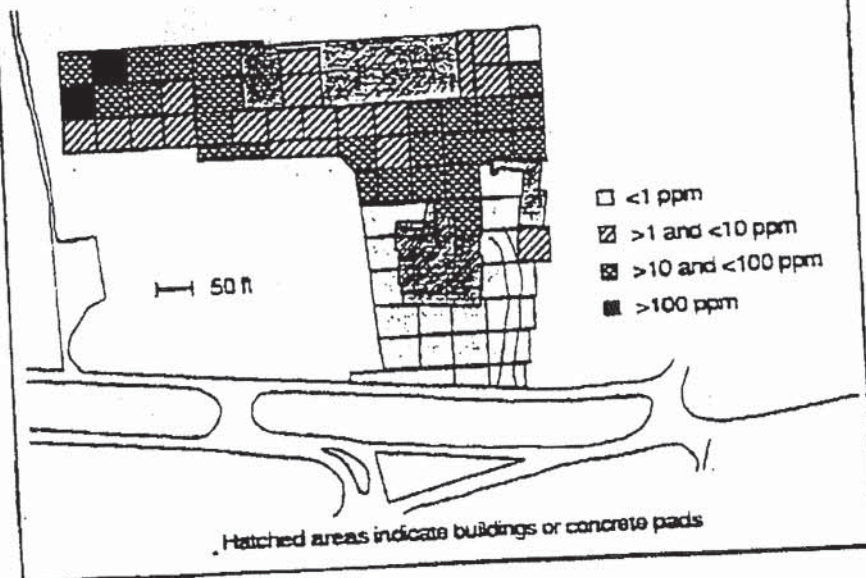 <1 ppm
>1 and <10 ppm
>10 and <100 ppm
>100 ppm
50 ft
Hatched areas indicate buildings or concrete pads